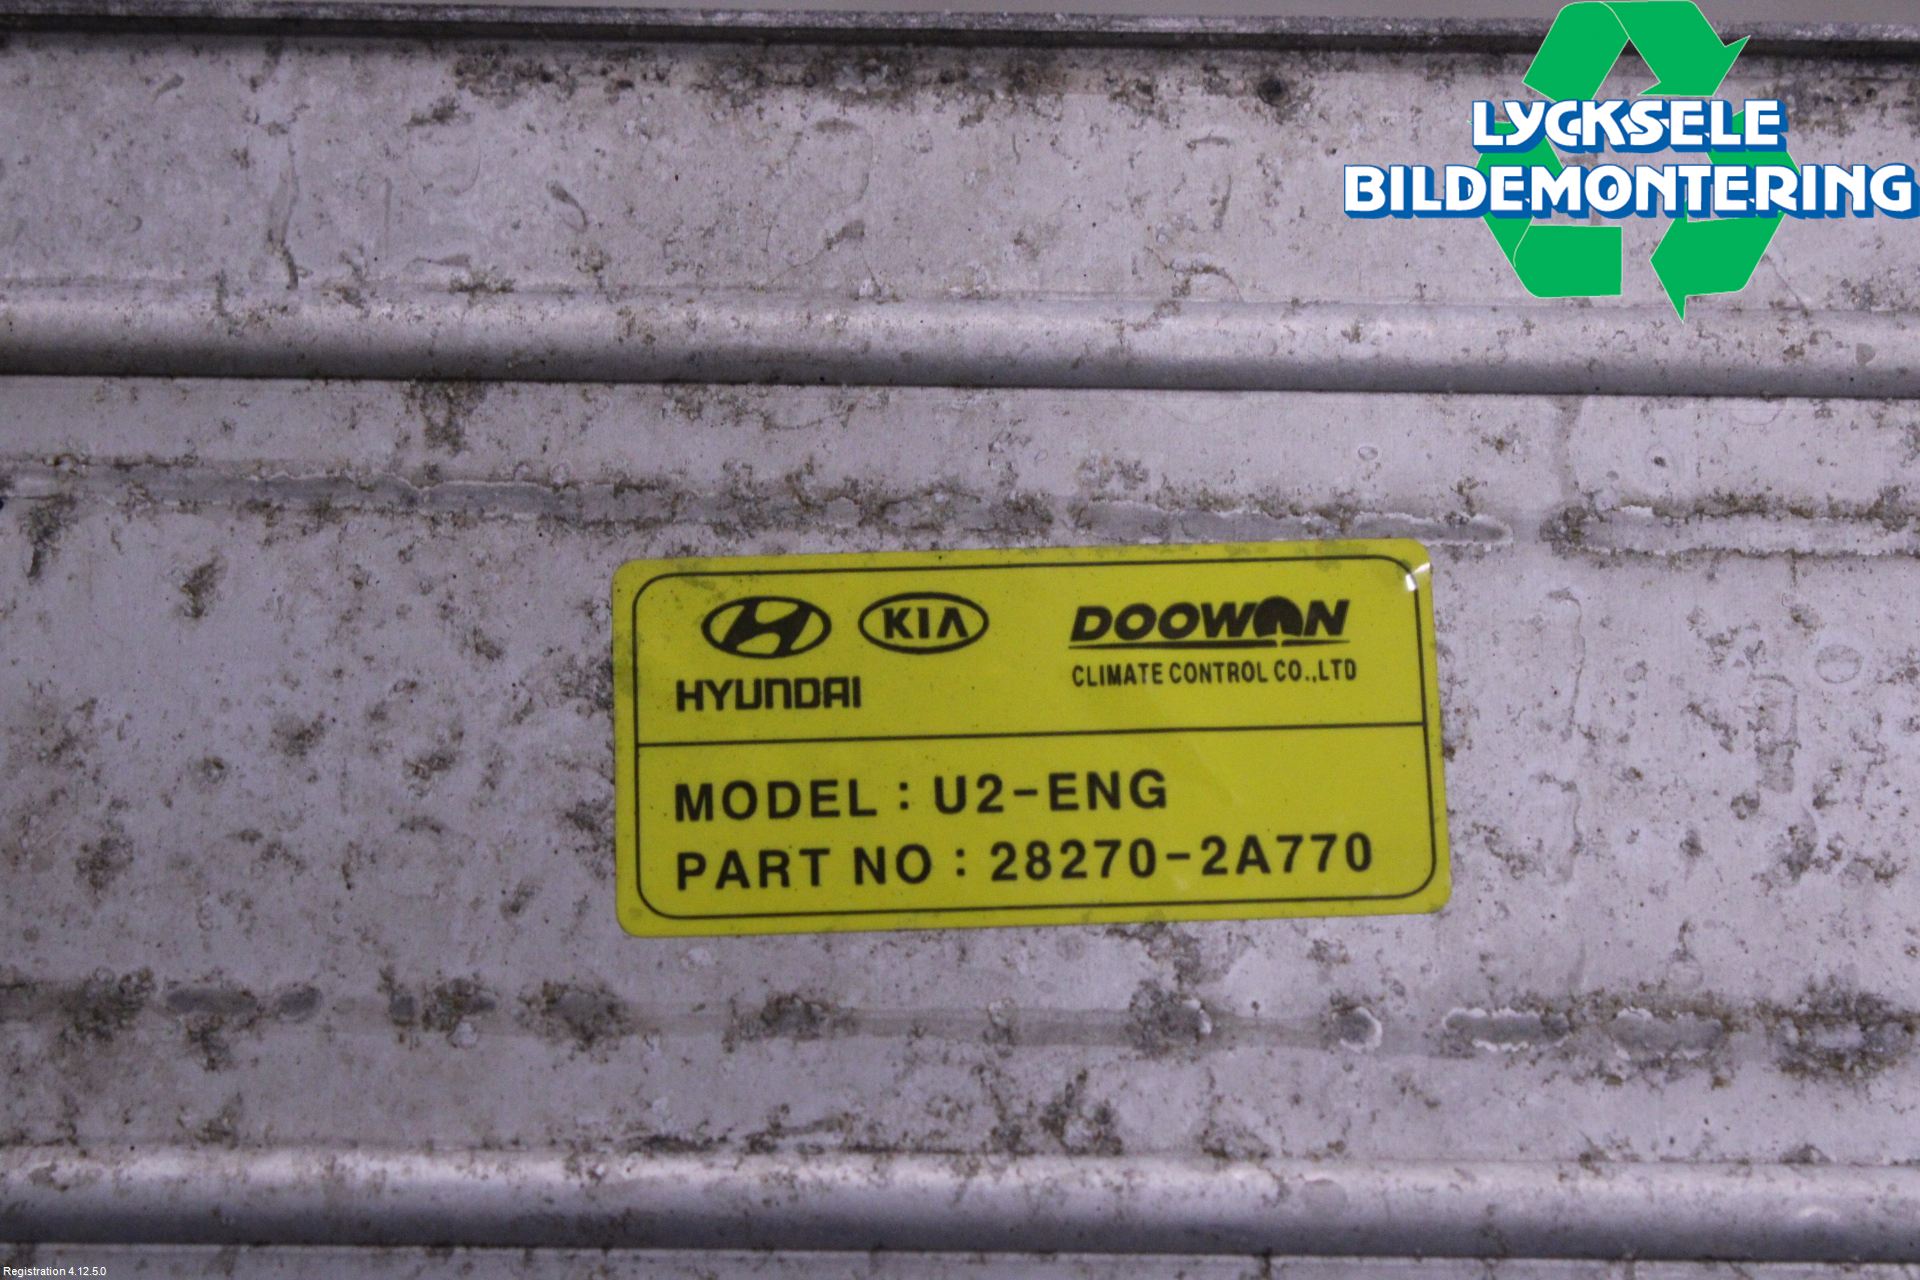 LYCKSELE
BILDEMONTERING
HYUNDAI
KIA
DOOWON
CLIMATE CONTROL CO.,LTD
MODEL : U2-ENG
PART NO : 28270-2A770
Registration 4.12.5.0